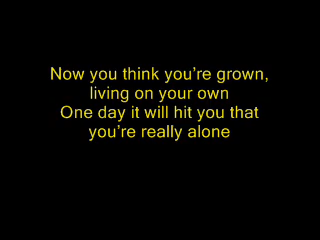 Now you think you’re grown,
living on your own
One day it will hit you that
you’re really alone